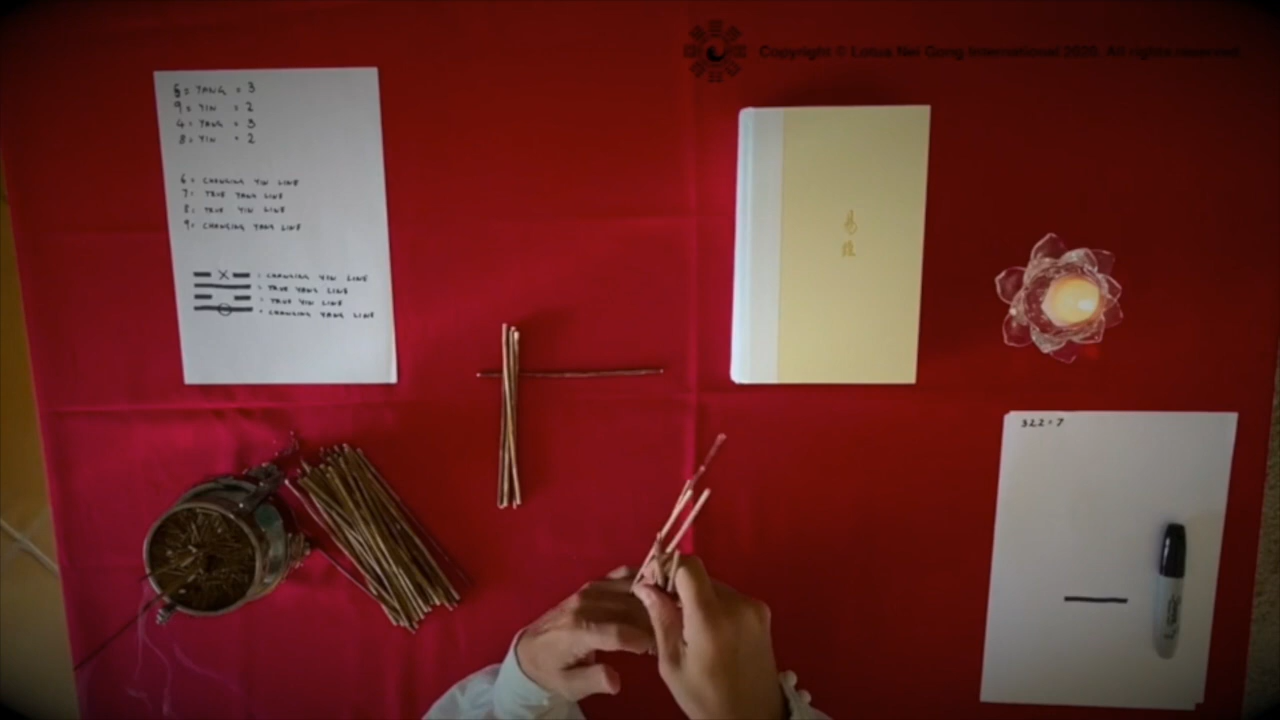 Copyright © Lotus Nei Gong International 2020. All rights reserved.
5 = YANG = 3
9 = YIN = 2
4 = YANG = 3
8 = YIN = 2
6 = CHANGING YIN LINE
7 = TRUE YANG LINE
8 = TRUE YIN LINE
9 = CHANGING YANG LINE
= CHANGING YIN LINE
= TRUE YANG LINE
= TRUE YIN LINE
= CHANGING YANG LINE
易經
322 = 7